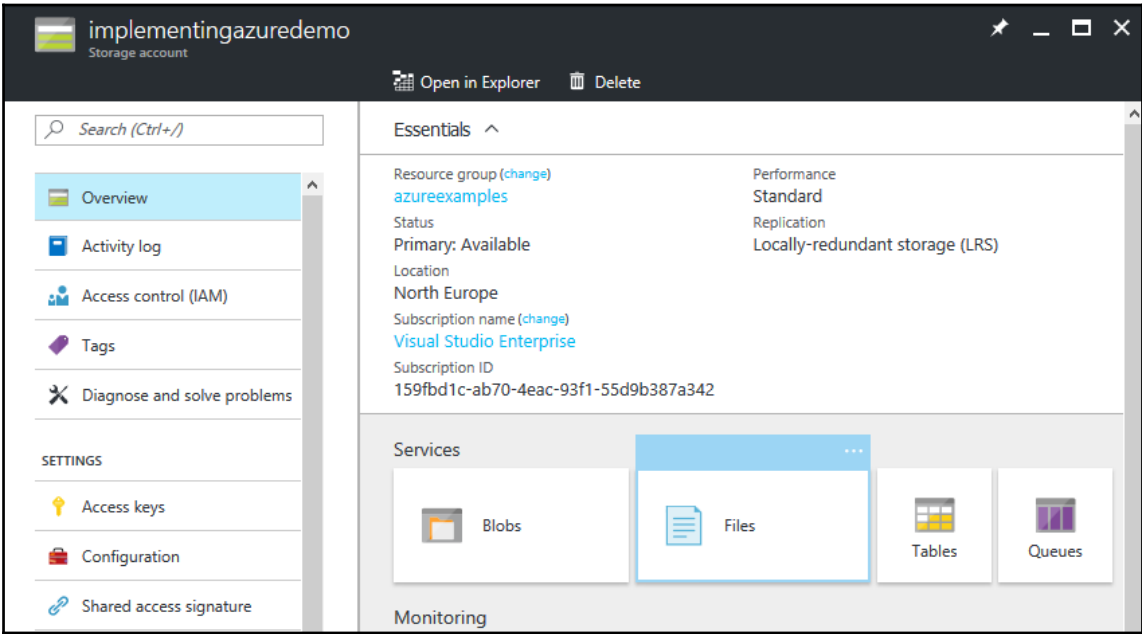 implementingazuredemo
Storage account
Open in Explorer Delete
Search (Ctrl+/)
Overview
Activity log
Access control (IAM)
Tags
Diagnose and solve problems
SETTINGS
Access keys
Configuration
Shared access signature
Essentials
Resource group (change)
azureexamples
Status
Primary: Available
Location
North Europe
Subscription name (change)
Visual Studio Enterprise
Subscription ID
159fbd1c-ab70-4eac-93f1-55d9b387a342
Performance
Standard
Replication
Locally-redundant storage (LRS)
Services
Blobs
Files
Tables
Queues
Monitoring